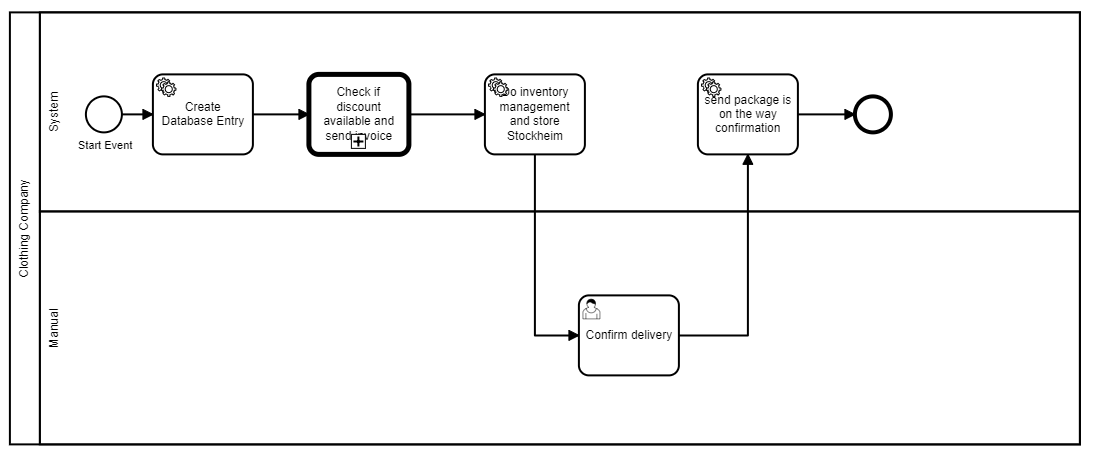 Clothing Company
System
Start Event
Create
Database Entry
Check if
discount
available and
send invoice
Do inventory
management
and store
Stockheim
send package is
on the way
confirmation
Manual
Confirm delivery